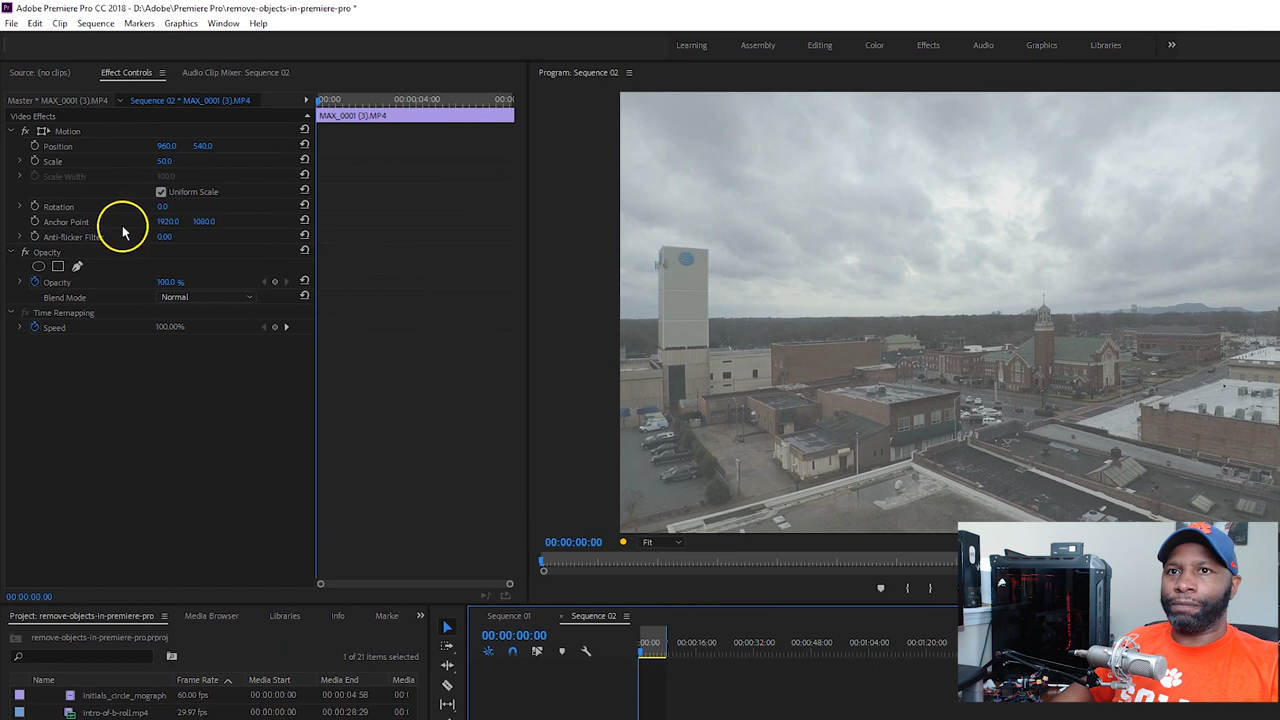 Pr Adobe Premiere Pro CC 2018 - D:\Adobe\Premiere Pro\remove-objects-in-premiere-pro *
File Edit Clip Sequence Markers Graphics Window Help
Learning Assembly Editing Color Effects Audio Graphics Libraries
Source: (no clips) Effect Controls Audio Clip Mixer: Sequence 02 Program: Sequence 02
Master * MAX_0001 (3).MP4 Sequence 02 * MAX_0001 (3).MP4 00:00 00:00:04:00 00:0
Video Effects MAX_0001 (3).MP4
fx Motion
Position 960.0 540.0
Scale 50.0
Scale Width 100.0
Uniform Scale
Rotation 0.0
Anchor Point 1920.0 1080.0
Anti-flicker Filter 0.00
fx Opacity
Opacity 100.0 %
Blend Mode Normal
fx Time Remapping
Speed 100.00%
00:00:00:00 Fit
00:00:00:00
Project: remove-objects-in-premiere-pro Media Browser Libraries Info Marke Sequence 01 Sequence 02
remove-objects-in-premiere-pro.prproj 00:00:00:00
:00:00 00:00:16:00 00:00:32:00 00:00:48:00 00:01:04:00 00:01:20:00
1 of 21 items selected
Name Frame Rate Media Start Media End Media
initials_circle_mograph 60.00 fps 00:00:00:00 00:00:04:58
intro-of-b-roll.mp4 29.97 fps 00:00:00:00 00:00:28:29